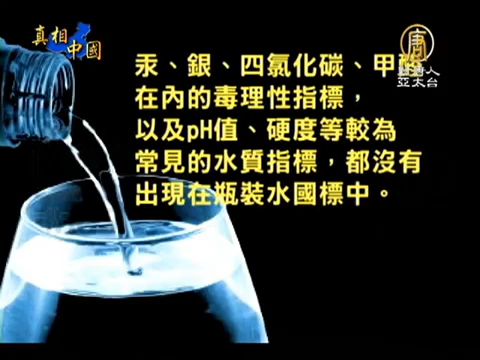 真相中國
唐
亞太台
汞、銀、四氯化碳、甲醛
在內的毒理性指標，
以及pH值、硬度等較為
常見的水質指標，都沒有
出現在瓶裝水國標中。